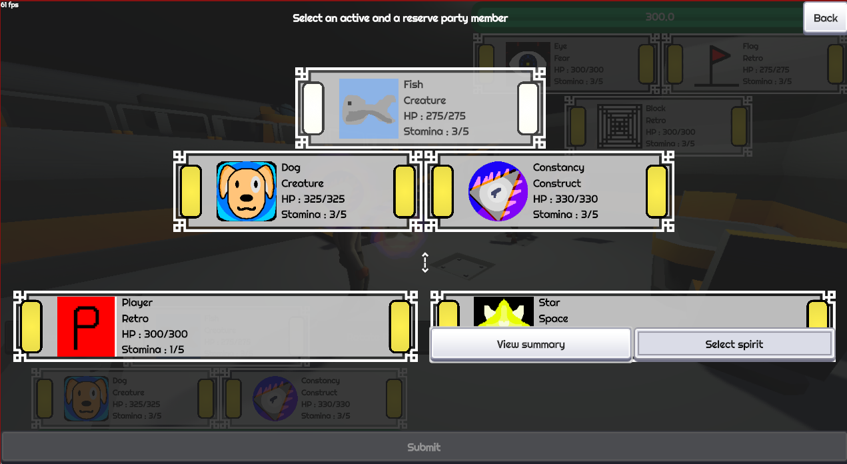 61 fps
Select an active and a reserve party member
300.0
Back
Eye
Fear
HP : 300/300
Stamina : 3/5
Flag
Retro
HP : 275/275
Stamina : 3/5
Block
Retro
HP : 300/300
Stamina : 3/5
Fish
Creature
HP : 275/275
Stamina : 3/5
Dog
Creature
HP : 325/325
Stamina : 3/5
Constancy
Construct
HP : 330/330
Stamina : 3/5
Player
Retro
HP : 300/300
Stamina : 1/5
Star
Space
View summary
Select spirit
Dog
Creature
HP : 325/325
Stamina : 3/5
Constancy
Construct
HP : 330/330
Stamina : 3/5
Submit